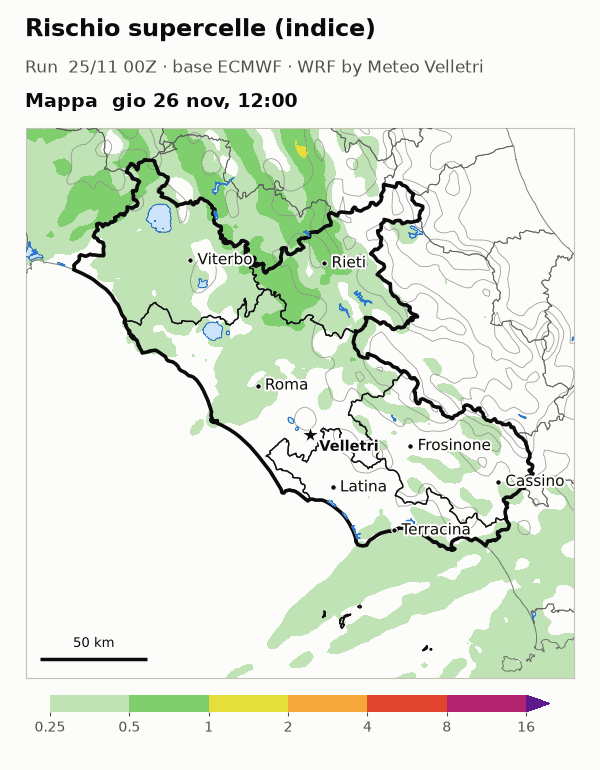 Rischio supercelle (indice)
Run  25/11 00Z · base ECMWF · WRF by Meteo Velletri
Mappa  gio 26 nov, 12:00
Viterbo
Rieti
Roma
Velletri
Frosinone
Latina
Cassino
Terracina
50 km
0.25 0.5 1 2 4 8 16